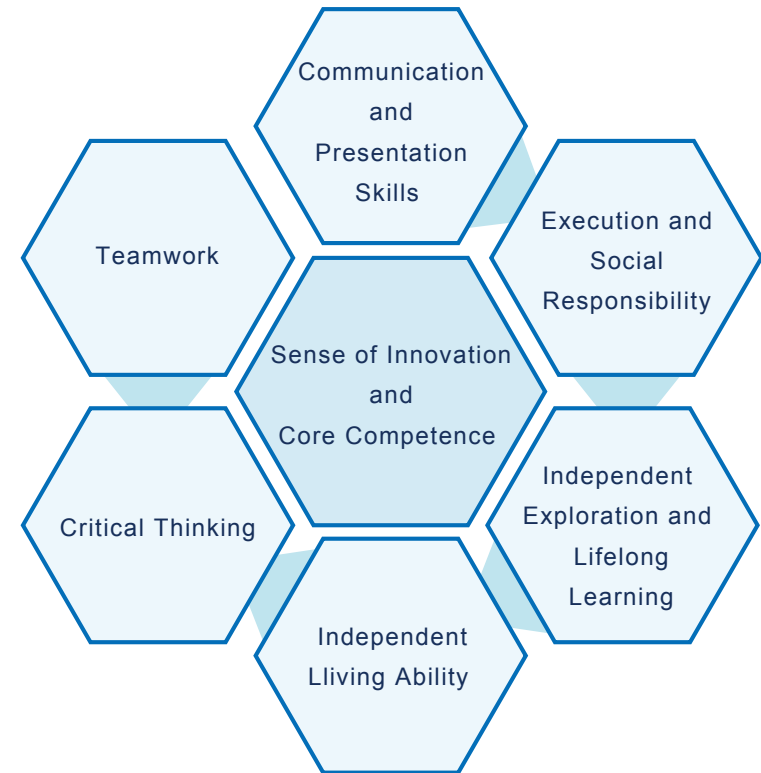 Communication
and
Presentation
Skills
Execution and
Social
Responsibility
Teamwork
Sense of Innovation
and
Core Competence
Independent
Exploration and
Lifelong
Learning
Critical Thinking
Independent
Lliving Ability